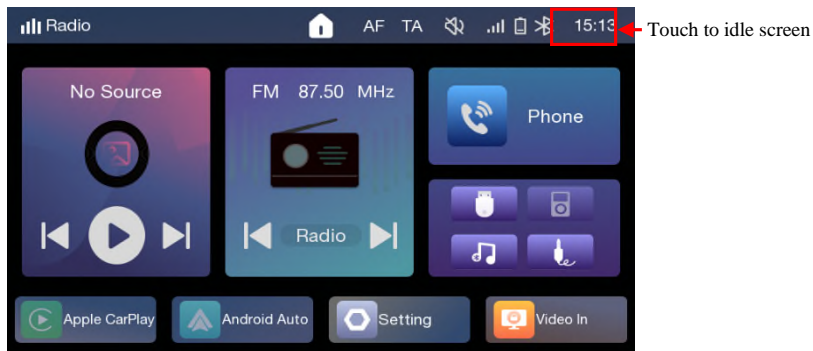 Radio AF TA 15:13 Touch to idle screen
No Source
FM 87.50 MHz
Phone
Radio
Apple CarPlay Android Auto Setting Video In